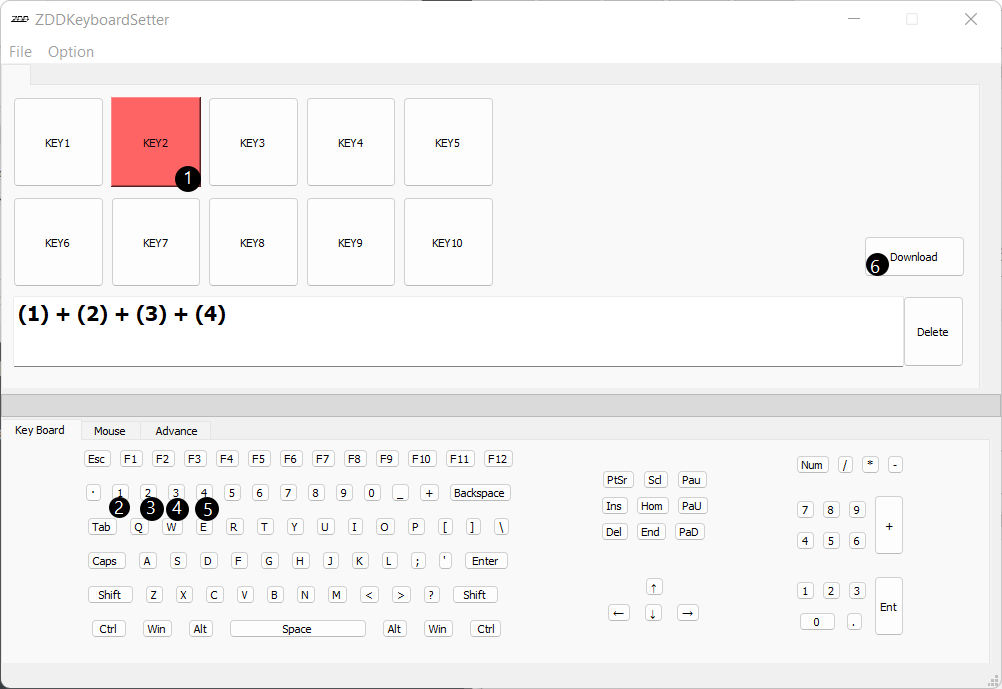 ZDD ZDDKeyboardSetter
File Option
KEY1 KEY2 KEY3 KEY4 KEY5
1
KEY6 KEY7 KEY8 KEY9 KEY10
Download
6
(1) + (2) + (3) + (4)
Delete
Key Board Mouse Advance
Esc F1 F2 F3 F4 F5 F6 F7 F8 F9 F10 F11 F12
Num / * -
PtSr Scl Pau
· 1 2 3 4 5 6 7 8 9 0 _ + Backspace
2 3 4 5
Ins Hom PaU
7 8 9
Tab Q W E R T Y U I O P [ ] \
+
Del End PaD
4 5 6
Caps A S D F G H J K L ; ' Enter
Shift Z X C V B N M < > ? Shift
↑
1 2 3
Ent
← ↓ →
0 .
Ctrl Win Alt Space Alt Win Ctrl